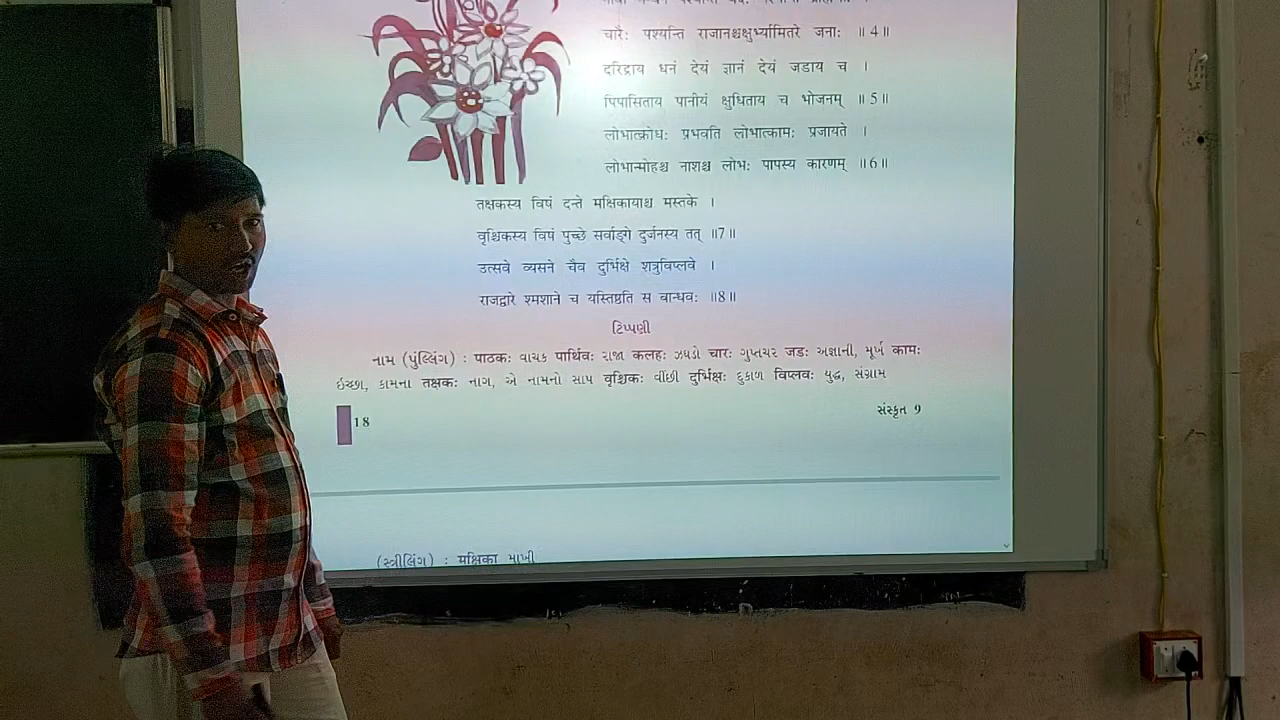 चारैः पश्यन्ति राजानश्चक्षुर्भ्यामितरे जनाः ॥4॥
दरिद्राय धनं देयं ज्ञानं देयं जडाय च ।
पिपासिताय पानीयं क्षुधिताय च भोजनम् ॥5॥
लोभात्क्रोधः प्रभवति लोभात्कामः प्रजायते ।
लोभान्मोहश्च नाशश्च लोभः पापस्य कारणम् ॥6॥
तक्षकस्य विषं दन्ते मक्षिकायाश्च मस्तके ।
वृश्चिकस्य विषं पुच्छे सर्वाङ्गे दुर्जनस्य तत् ॥7॥
उत्सवे व्यसने चैव दुर्भिक्षे शत्रुविप्लवे ।
राजद्वारे श्मशाने च यस्तिष्ठति स बान्धवः ॥8॥
ટિપ્પણી
નામ (પુંલ્લિંગ) : पाठकः વાચક पार्थिवः રાજા कलहः ઝઘડો चारः ગુપ્તચર जडः અજ્ઞાની, મૂર્ખ कामः
ઇચ્છા, કામના तक्षकः નાગ, એ નામનો સાપ वृश्चिकः વીંછી दुर्भिक्षः દુકાળ विप्लवः યુદ્ધ, સંગ્રામ
18 સંસ્કૃત 9
(સ્ત્રીલિંગ) : मक्षिका માખી